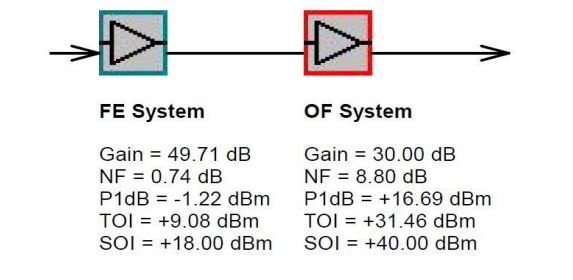 FE System
Gain = 49.71 dB
NF = 0.74 dB
P1dB = -1.22 dBm
TOI = +9.08 dBm
SOI = +18.00 dBm
OF System
Gain = 30.00 dB
NF = 8.80 dB
P1dB = +16.69 dBm
TOI = +31.46 dBm
SOI = +40.00 dBm